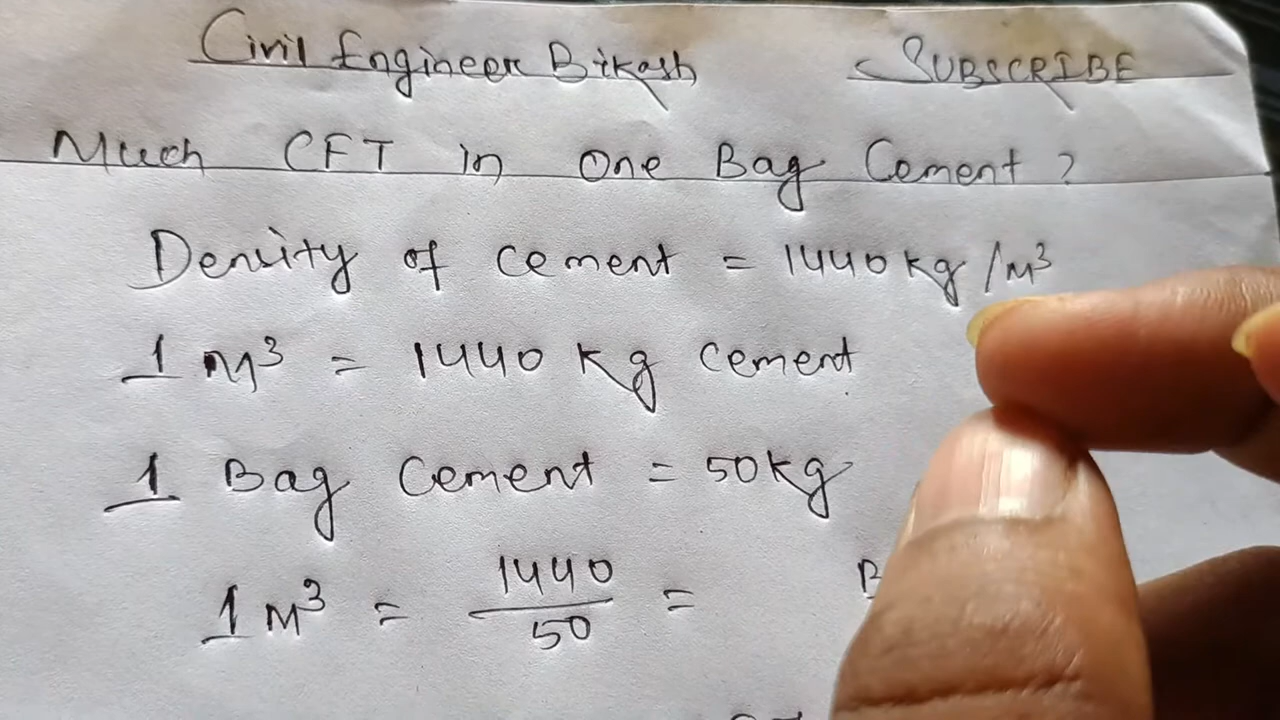 Civil Engineer Bikash SUBSCRIBE
Much CFT in One Bag Cement ?
Density of cement = 1440 kg/m³
1 m³ = 1440 kg cement
1 Bag Cement = 50kg
1 m³ = 1440/50 =